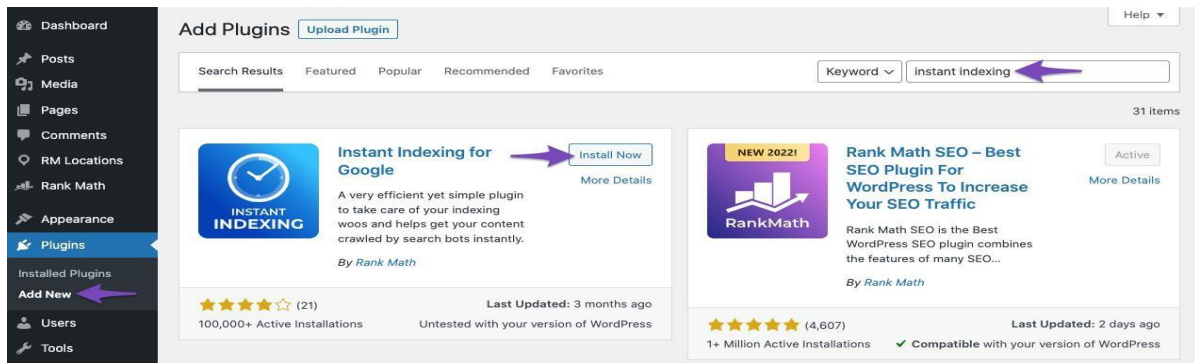 Dashboard
Posts
Media
Pages
Comments
RM Locations
Rank Math
Appearance
Plugins
Installed Plugins
Add New
Users
Tools
Help
Add Plugins Upload Plugin
Search Results Featured Popular Recommended Favorites Keyword instant indexing
31 items
INSTANT
INDEXING
Instant Indexing for
Google
Install Now
More Details
A very efficient yet simple plugin
to take care of your indexing
woos and helps get your content
crawled by search bots instantly.
By Rank Math
(21)
Last Updated: 3 months ago
100,000+ Active Installations
Untested with your version of WordPress
NEW 2022!
RankMath
Rank Math SEO – Best
SEO Plugin For
WordPress To Increase
Your SEO Traffic
Active
More Details
Rank Math SEO is the Best
WordPress SEO plugin combines
the features of many SEO...
By Rank Math
(4,607)
Last Updated: 2 days ago
1+ Million Active Installations
✔ Compatible with your version of WordPress